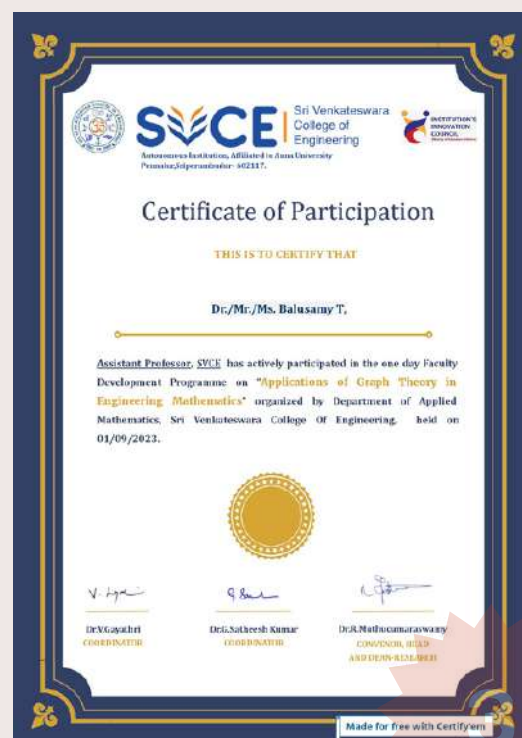 SVCE
Sri Venkateswara
College of
Engineering
INSTITUTION'S
INNOVATION
COUNCIL
Autonomous Institution, Affiliated to Anna University
Pennalur, Sriperumbudur- 602117.
Certificate of Participation
THIS IS TO CERTIFY THAT
Dr./Mr./Ms. Balusamy T,
Assistant Professor, SVCE has actively participated in the one day Faculty
Development Programme on "Applications of Graph Theory in
Engineering Mathematics" organized by Department of Applied
Mathematics, Sri Venkateswara College Of Engineering, held on
01/09/2023.
Dr.V.Gayathri
Dr.G.Satheesh Kumar
Dr.R.Muthucumaraswamy
COORDINATOR
COORDINATOR
CONVENOR, HEAD
AND DEAN-RESEARCH
Made for free with Certify'em